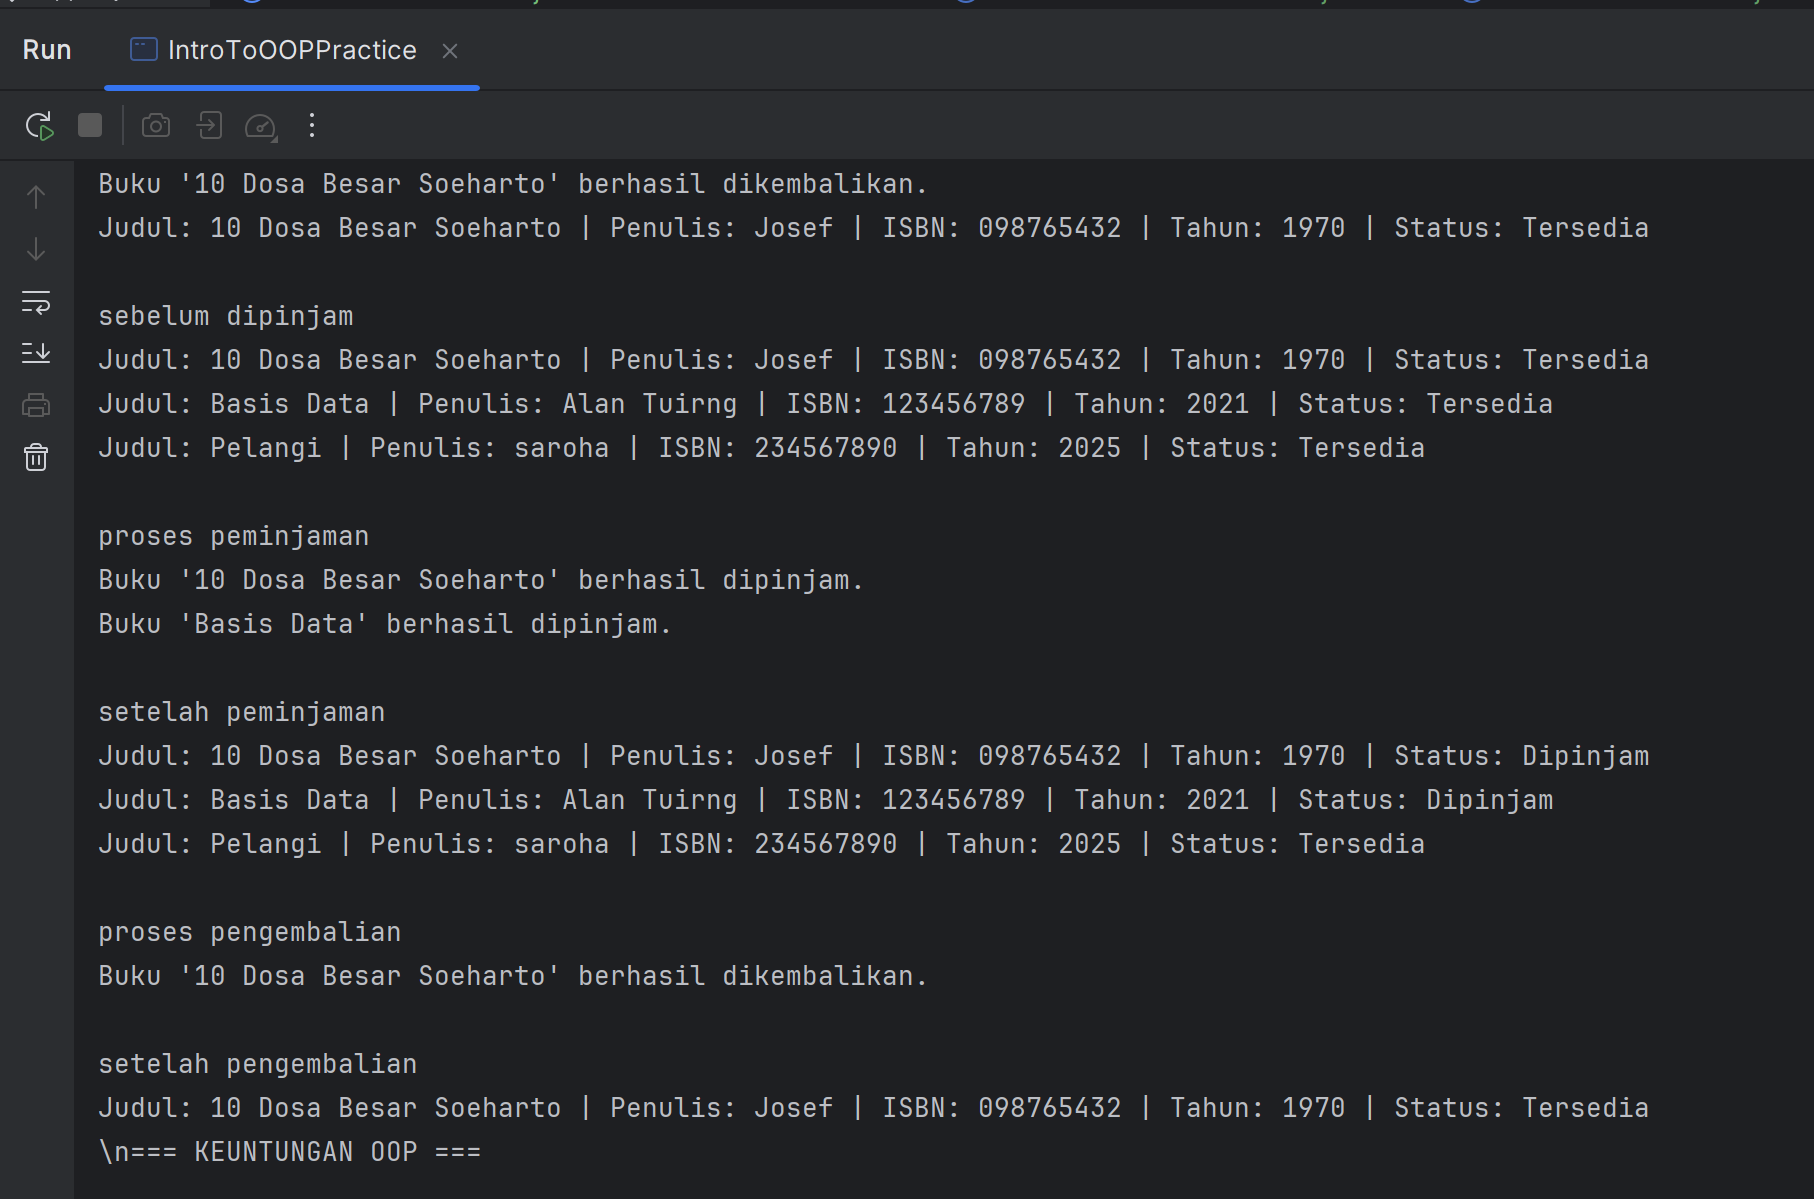 Run
IntroToOOPPractice
Buku '10 Dosa Besar Soeharto' berhasil dikembalikan.
Judul: 10 Dosa Besar Soeharto | Penulis: Josef | ISBN: 098765432 | Tahun: 1970 | Status: Tersedia
sebelum dipinjam
Judul: 10 Dosa Besar Soeharto | Penulis: Josef | ISBN: 098765432 | Tahun: 1970 | Status: Tersedia
Judul: Basis Data | Penulis: Alan Tuirng | ISBN: 123456789 | Tahun: 2021 | Status: Tersedia
Judul: Pelangi | Penulis: saroha | ISBN: 234567890 | Tahun: 2025 | Status: Tersedia
proses peminjaman
Buku '10 Dosa Besar Soeharto' berhasil dipinjam.
Buku 'Basis Data' berhasil dipinjam.
setelah peminjaman
Judul: 10 Dosa Besar Soeharto | Penulis: Josef | ISBN: 098765432 | Tahun: 1970 | Status: Dipinjam
Judul: Basis Data | Penulis: Alan Tuirng | ISBN: 123456789 | Tahun: 2021 | Status: Dipinjam
Judul: Pelangi | Penulis: saroha | ISBN: 234567890 | Tahun: 2025 | Status: Tersedia
proses pengembalian
Buku '10 Dosa Besar Soeharto' berhasil dikembalikan.
setelah pengembalian
Judul: 10 Dosa Besar Soeharto | Penulis: Josef | ISBN: 098765432 | Tahun: 1970 | Status: Tersedia
\n=== KEUNTUNGAN OOP ===